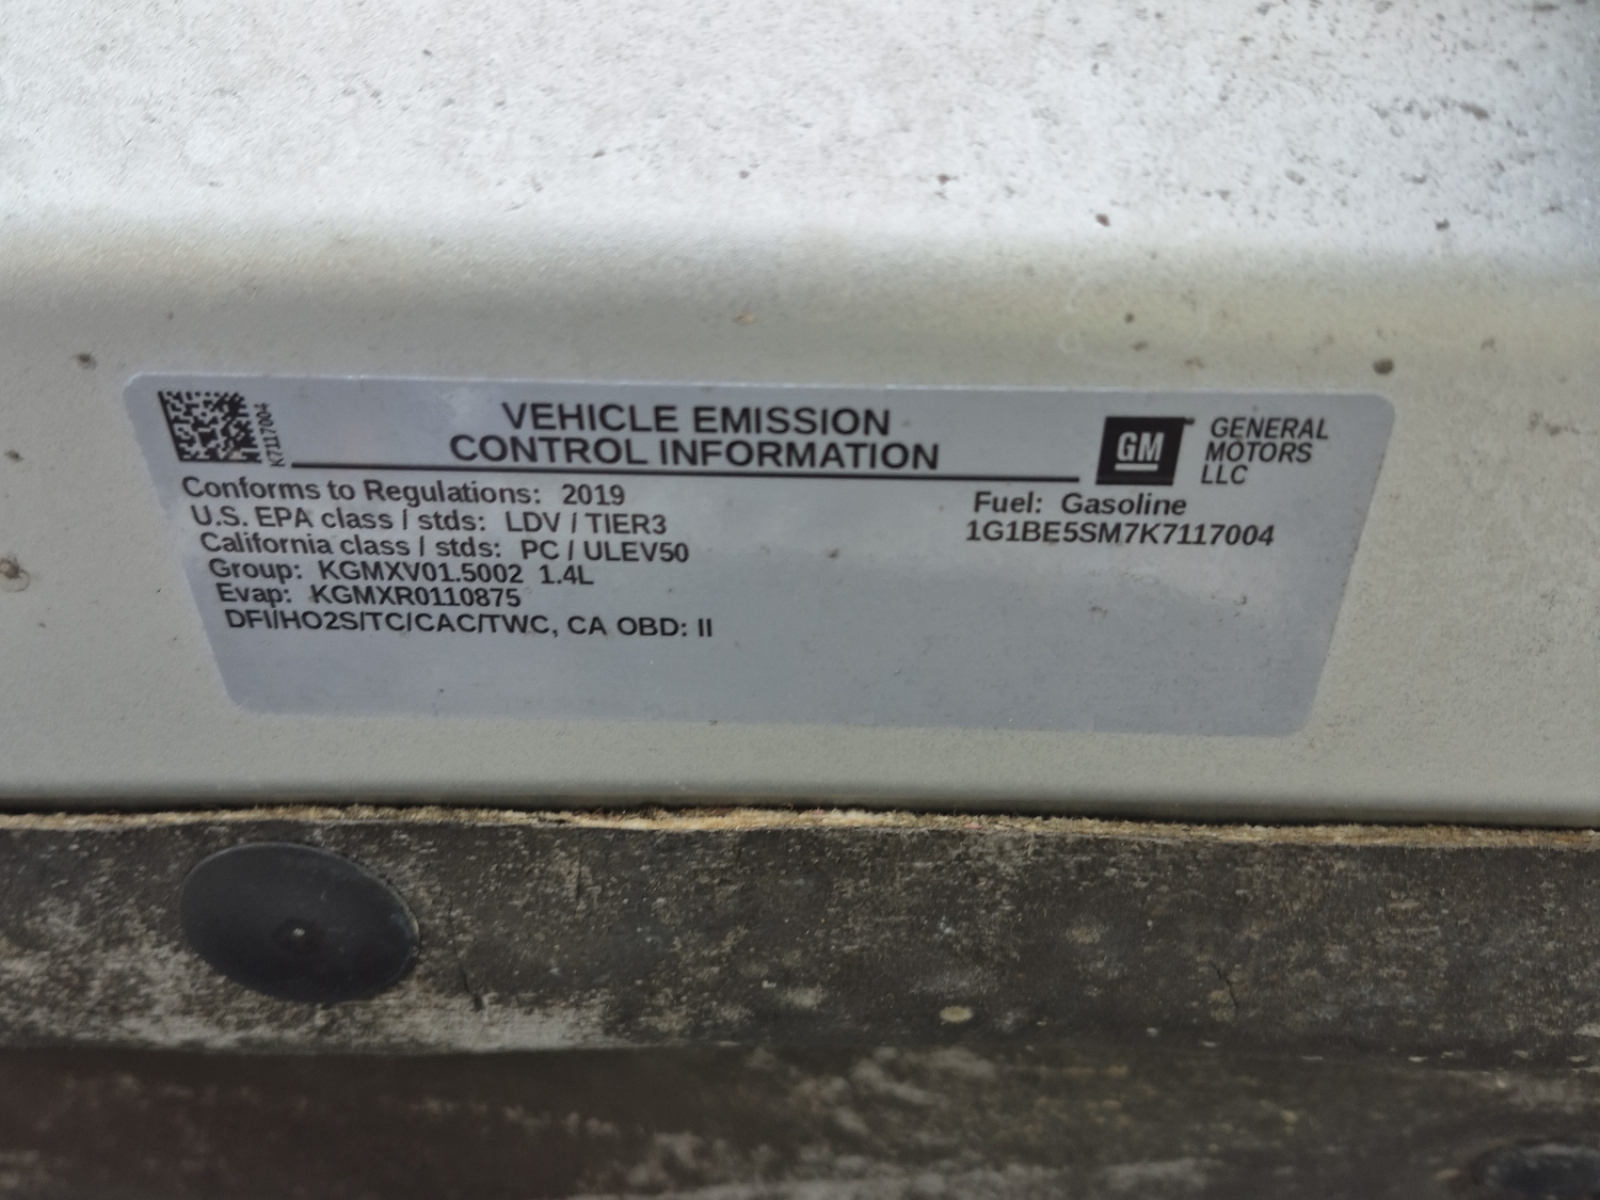 K7117004
VEHICLE EMISSION
CONTROL INFORMATION
GM
GENERAL
MOTORS
LLC
Conforms to Regulations: 2019
U.S. EPA class / stds: LDV / TIER3
California class / stds: PC / ULEV50
Group: KGMXV01.5002 1.4L
Evap: KGMXR0110875
DFI/HO2S/TC/CAC/TWC, CA OBD: II
Fuel: Gasoline
1G1BE5SM7K7117004